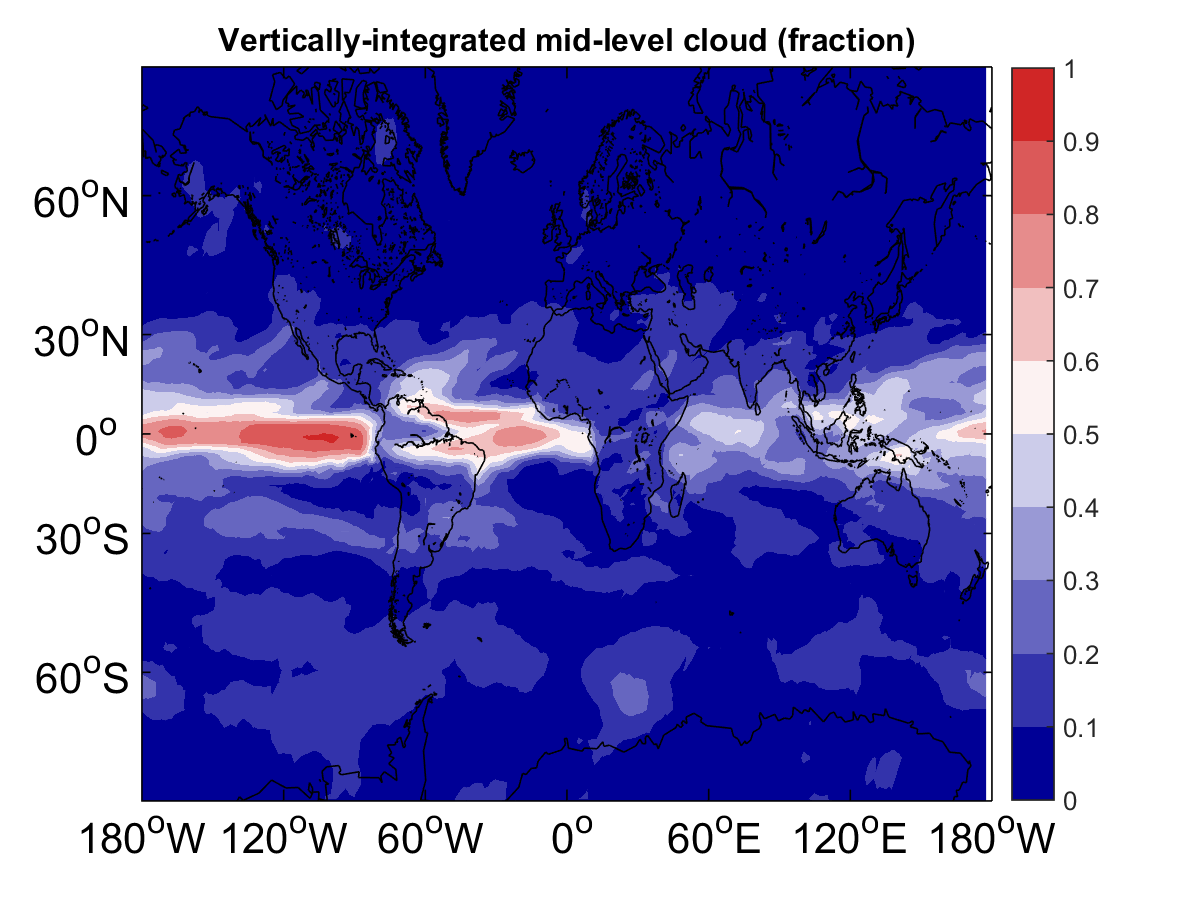 Vertically-integrated mid-level cloud (fraction)
60°N
30°N
0°
30°S
60°S
180°W 120°W 60°W 0° 60°E 120°E 180°W
1
0.9
0.8
0.7
0.6
0.5
0.4
0.3
0.2
0.1
0